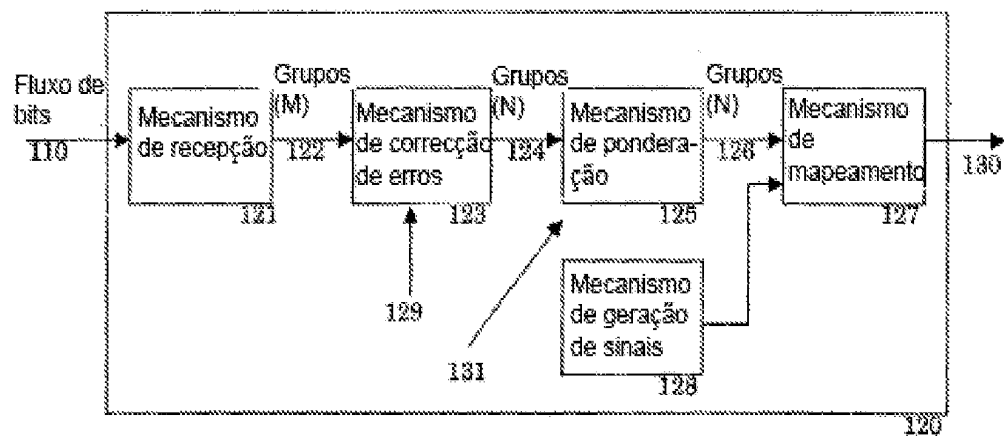 Fluxo de
bits
110
Mecanismo
de recepção
121
Grupos
(M)
122
Mecanismo
de correcção
de erros
123
129
Grupos
(N)
124
Mecanismo
de pondera-
ção
125
131
Grupos
(N)
126
Mecanismo
de
mapeamento
127
130
Mecanismo
de geração
de sinais
128
120